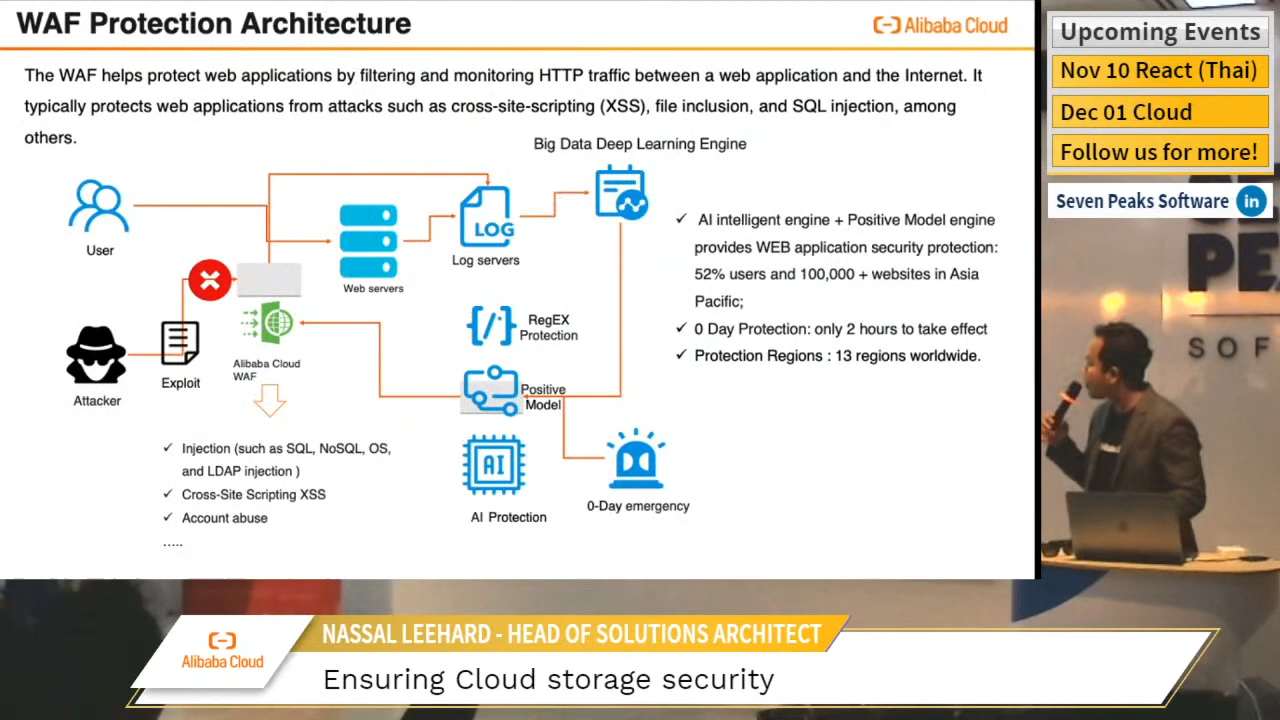 WAF Protection Architecture
Alibaba Cloud
The WAF helps protect web applications by filtering and monitoring HTTP traffic between a web application and the Internet. It
typically protects web applications from attacks such as cross-site-scripting (XSS), file inclusion, and SQL injection, among
others.
Big Data Deep Learning Engine
User
Web servers
LOG
Log servers
✓ AI intelligent engine + Positive Model engine
provides WEB application security protection:
52% users and 100,000 + websites in Asia
Pacific;
✓ 0 Day Protection: only 2 hours to take effect
✓ Protection Regions : 13 regions worldwide.
Attacker
Exploit
Alibaba Cloud
WAF
RegEX
Protection
Positive
Model
AI
AI Protection
0-Day emergency
✓ Injection (such as SQL, NoSQL, OS,
and LDAP injection )
✓ Cross-Site Scripting XSS
✓ Account abuse
.....
Upcoming Events
Nov 10 React (Thai)
Dec 01 Cloud
Follow us for more!
Seven Peaks Software in
Alibaba Cloud
NASSAL LEEHARD - HEAD OF SOLUTIONS ARCHITECT
Ensuring Cloud storage security